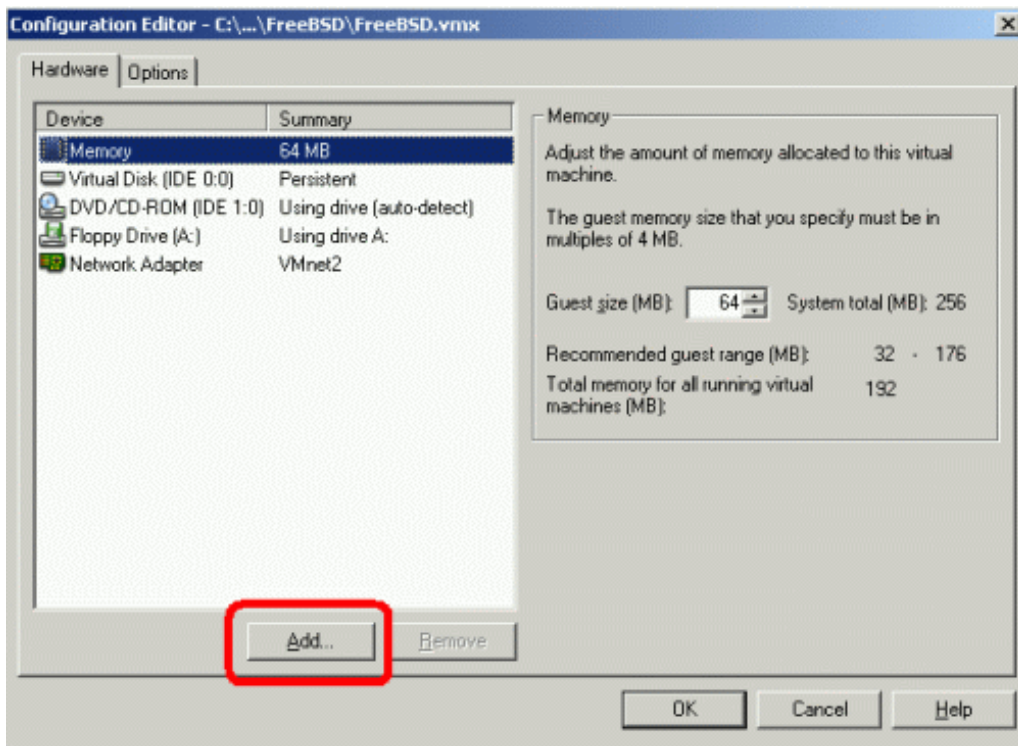 Configuration Editor - C:\...\FreeBSD\FreeBSD.vmx
Hardware Options
Device Summary
Memory 64 MB
Virtual Disk (IDE 0:0) Persistent
DVD/CD-ROM (IDE 1:0) Using drive (auto-detect)
Floppy Drive (A:) Using drive A:
Network Adapter VMnet2
Add...
Remove
Memory
Adjust the amount of memory allocated to this virtual
machine.
The guest memory size that you specify must be in
multiples of 4 MB.
Guest size (MB): 64 System total (MB): 256
Recommended guest range (MB): 32 - 176
Total memory for all running virtual
machines (MB): 192
OK Cancel Help